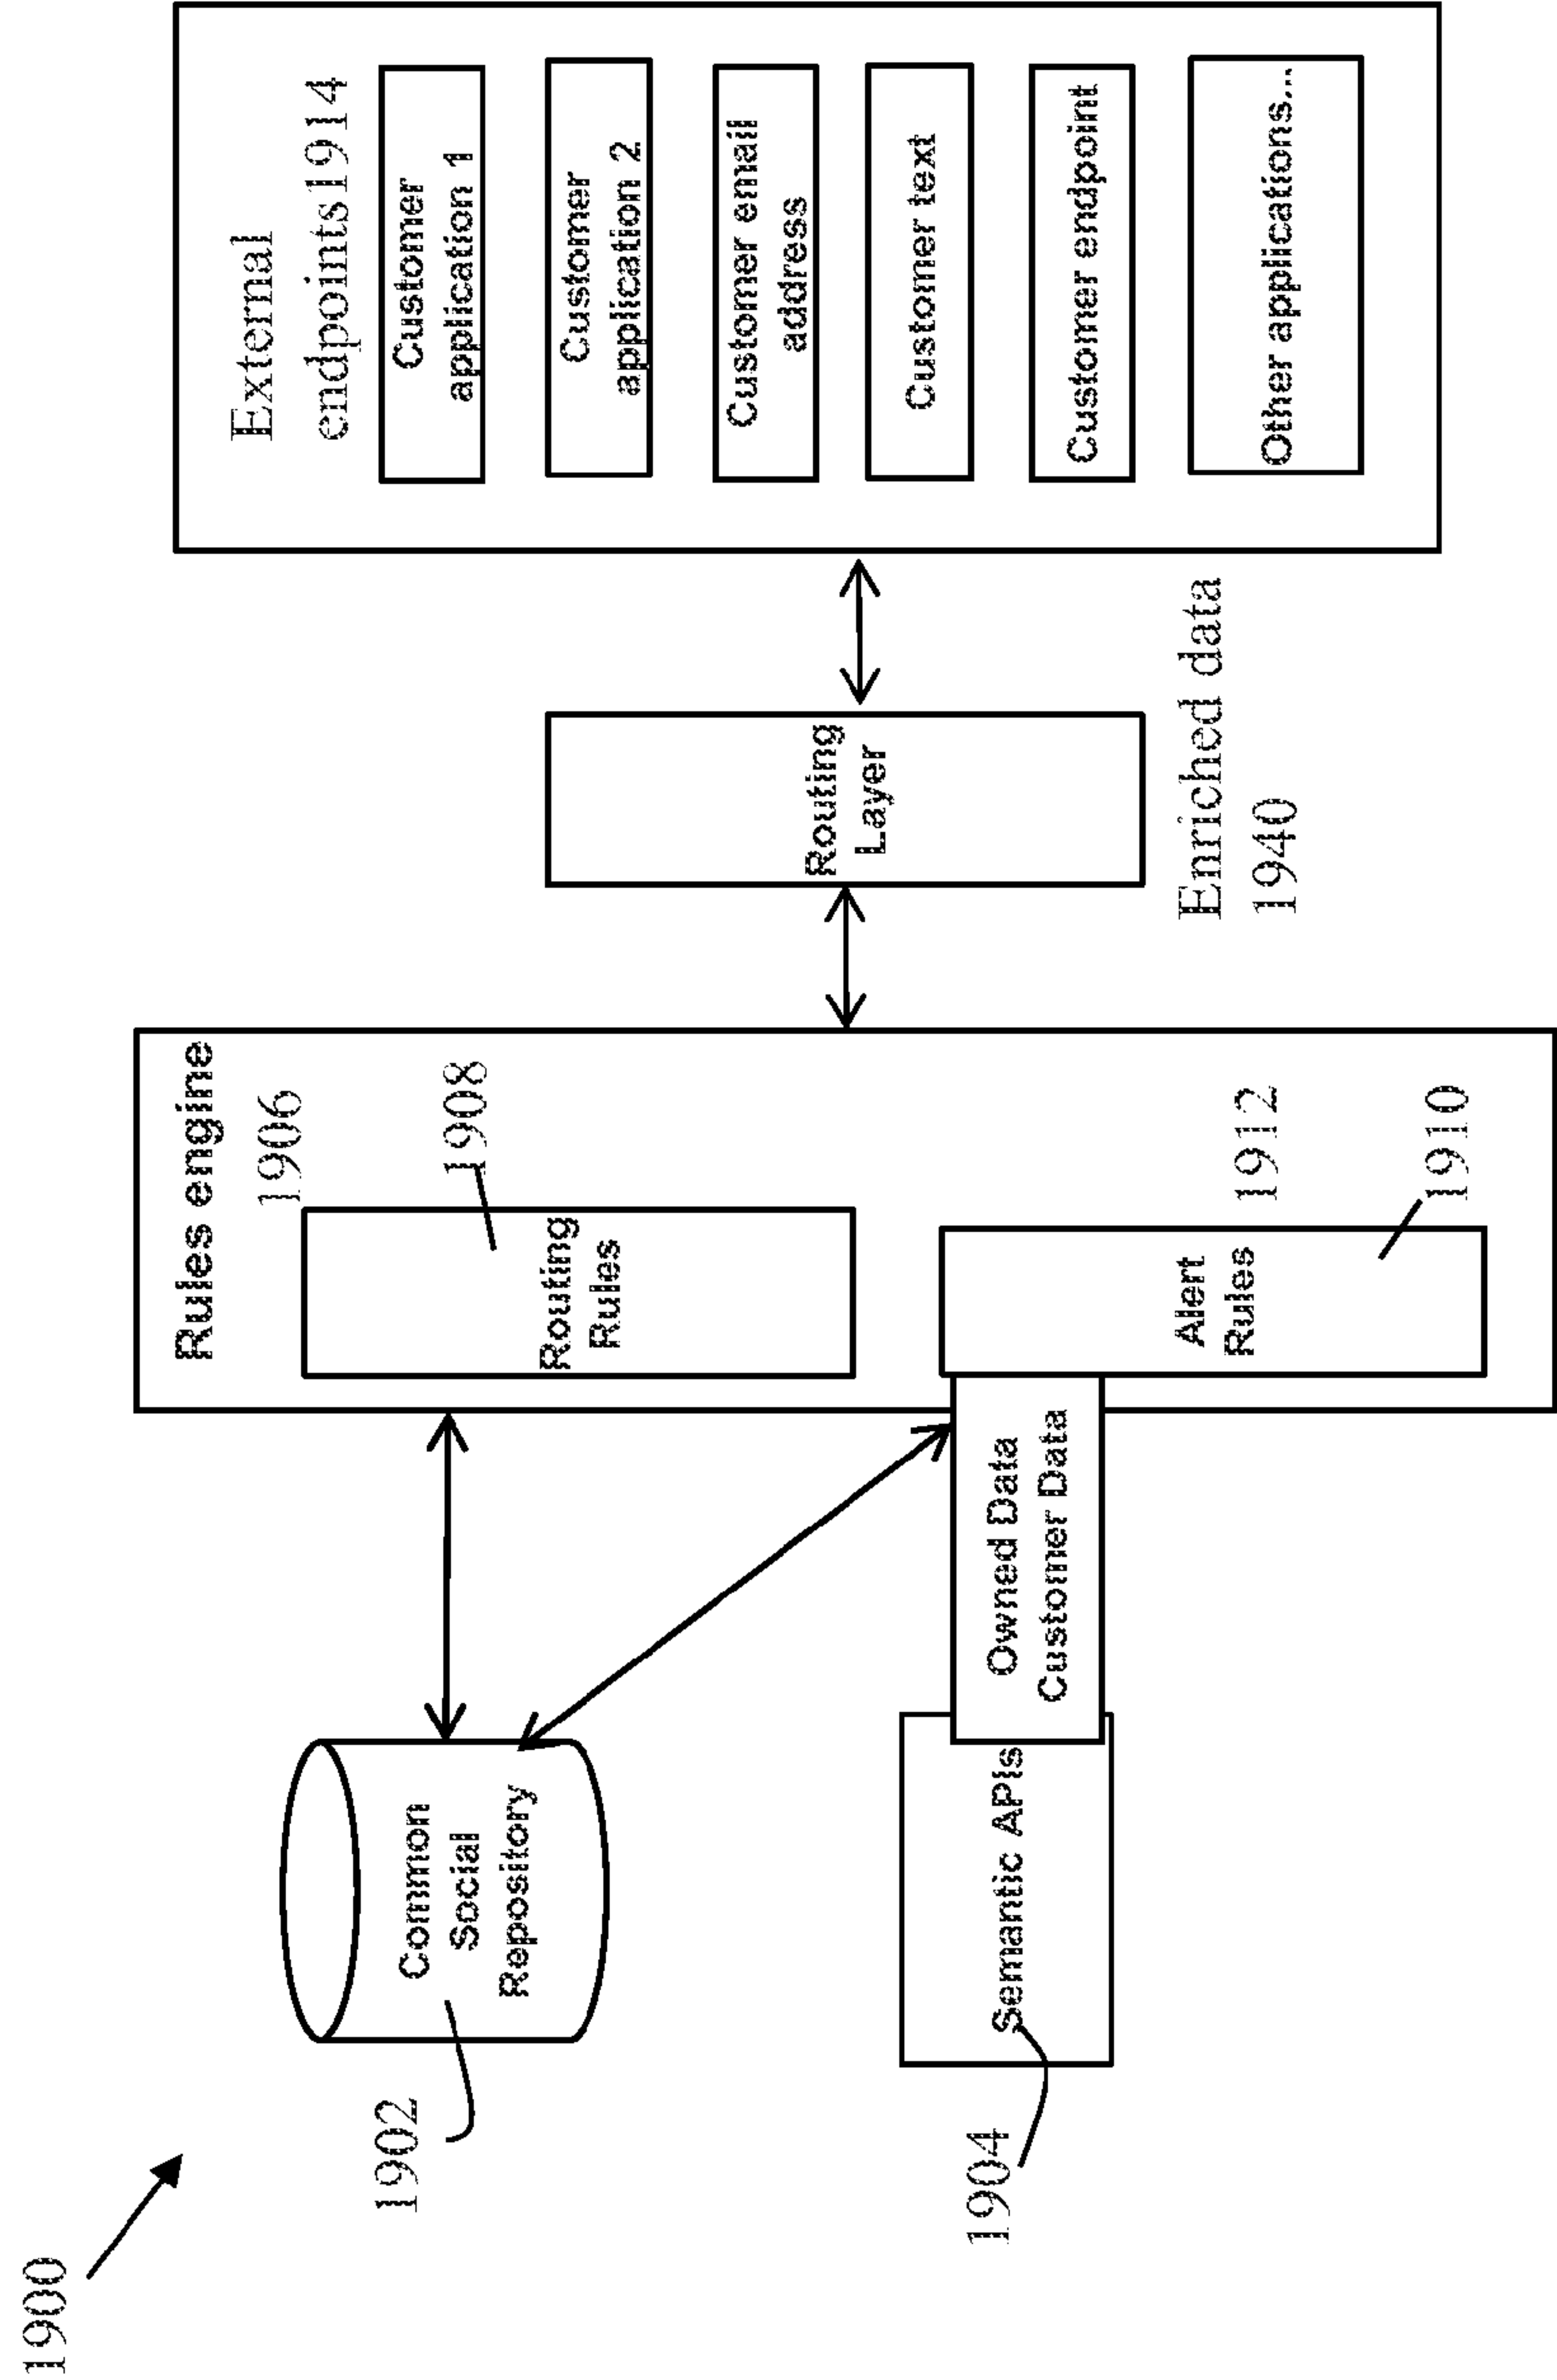 1900
1902
Common
Social
Repository
1904
Semantic APIs
Owned Data
Customer Data
Rules engine
1906
1908
Routing
Rules
Alert
Rules
1912
1910
Routing
Layer
Enriched data
1940
External
endpoints1914
Customer
application 1
Customer
application 2
Customer email
address
Customer text
Customer endpoint
Other applications...